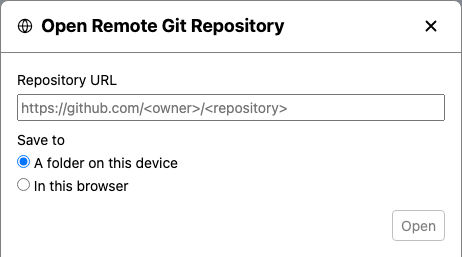 Open Remote Git Repository
Repository URL
https://github.com/<owner>/<repository>
Save to
A folder on this device
In this browser
Open